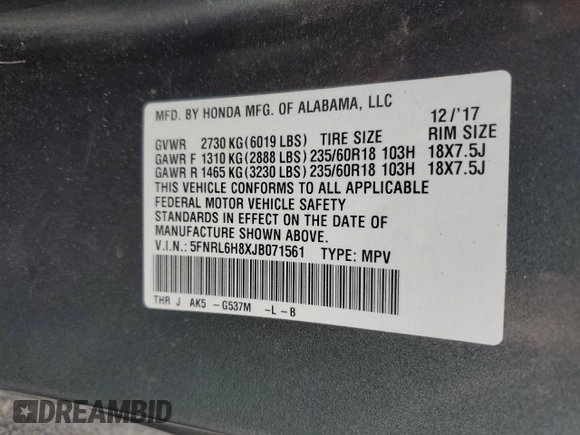 MFD. BY HONDA MFG. OF ALABAMA, LLC 12/'17
GVWR 2730 KG (6019 LBS) TIRE SIZE RIM SIZE
GAWR F 1310 KG (2888 LBS) 235/60R18 103H 18X7.5J
GAWR R 1465 KG (3230 LBS) 235/60R18 103H 18X7.5J
THIS VEHICLE CONFORMS TO ALL APPLICABLE
FEDERAL MOTOR VEHICLE SAFETY
STANDARDS IN EFFECT ON THE DATE OF
MANUFACTURE SHOWN ABOVE.
V.I.N.: 5FNRL6H8XJB071561 TYPE: MPV
THR J AK5 -G537M -L-B
DREAMBID